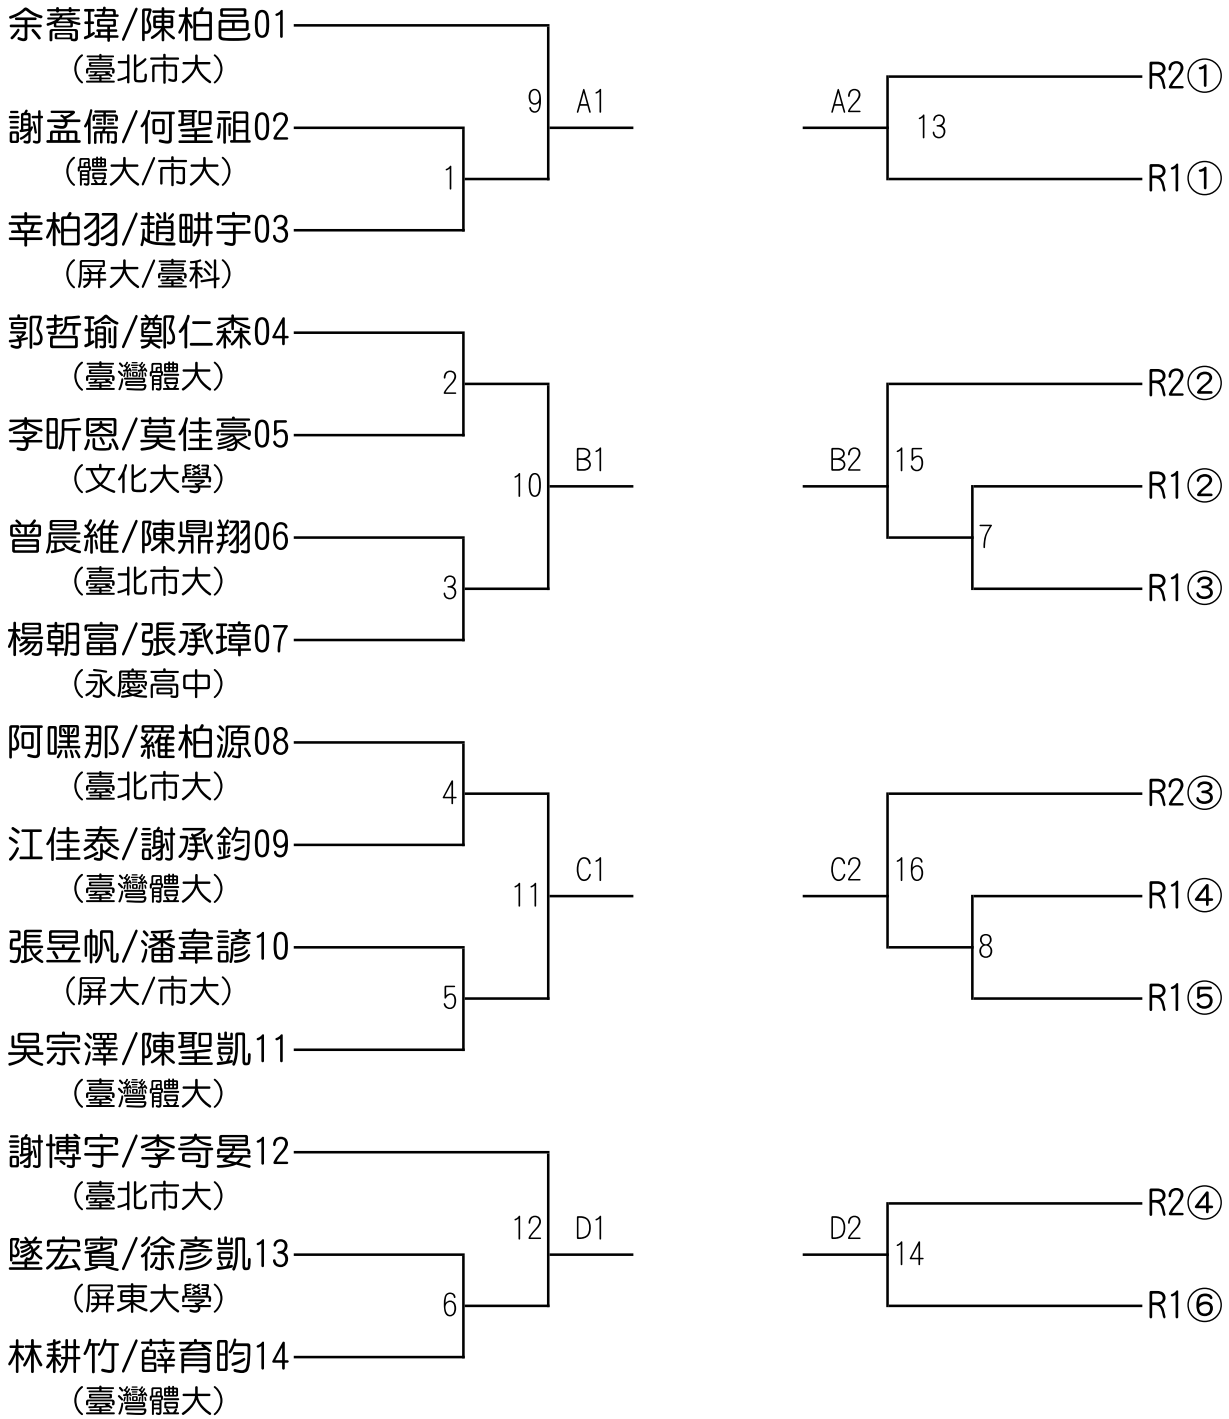 余蕎瑋/陳柏邑01
(臺北市大)
R2①
9 A1
A2
13
謝孟儒/何聖祖02
(體大/市大)
1
R1①
幸柏羽/趙畊宇03
(屏大/臺科)
郭哲瑜/鄭仁森04
(臺灣體大)
2
R2②
李昕恩/莫佳豪05
(文化大學)
B1
10
B2 15
R1②
曾晨維/陳鼎翔06
(臺北市大)
3
7
R1③
楊朝富/張承璋07
(永慶高中)
阿嘿那/羅柏源08
(臺北市大)
4
R2③
江佳泰/謝承鈞09
(臺灣體大)
C1
11
C2 16
R1④
張昱帆/潘韋諺10
(屏大/市大)
5
8
R1⑤
吳宗澤/陳聖凱11
(臺灣體大)
謝博宇/李奇晏12
(臺北市大)
R2④
12 D1
D2
14
墜宏賓/徐彥凱13
(屏東大學)
6
R1⑥
林耕竹/薛育昀14
(臺灣體大)